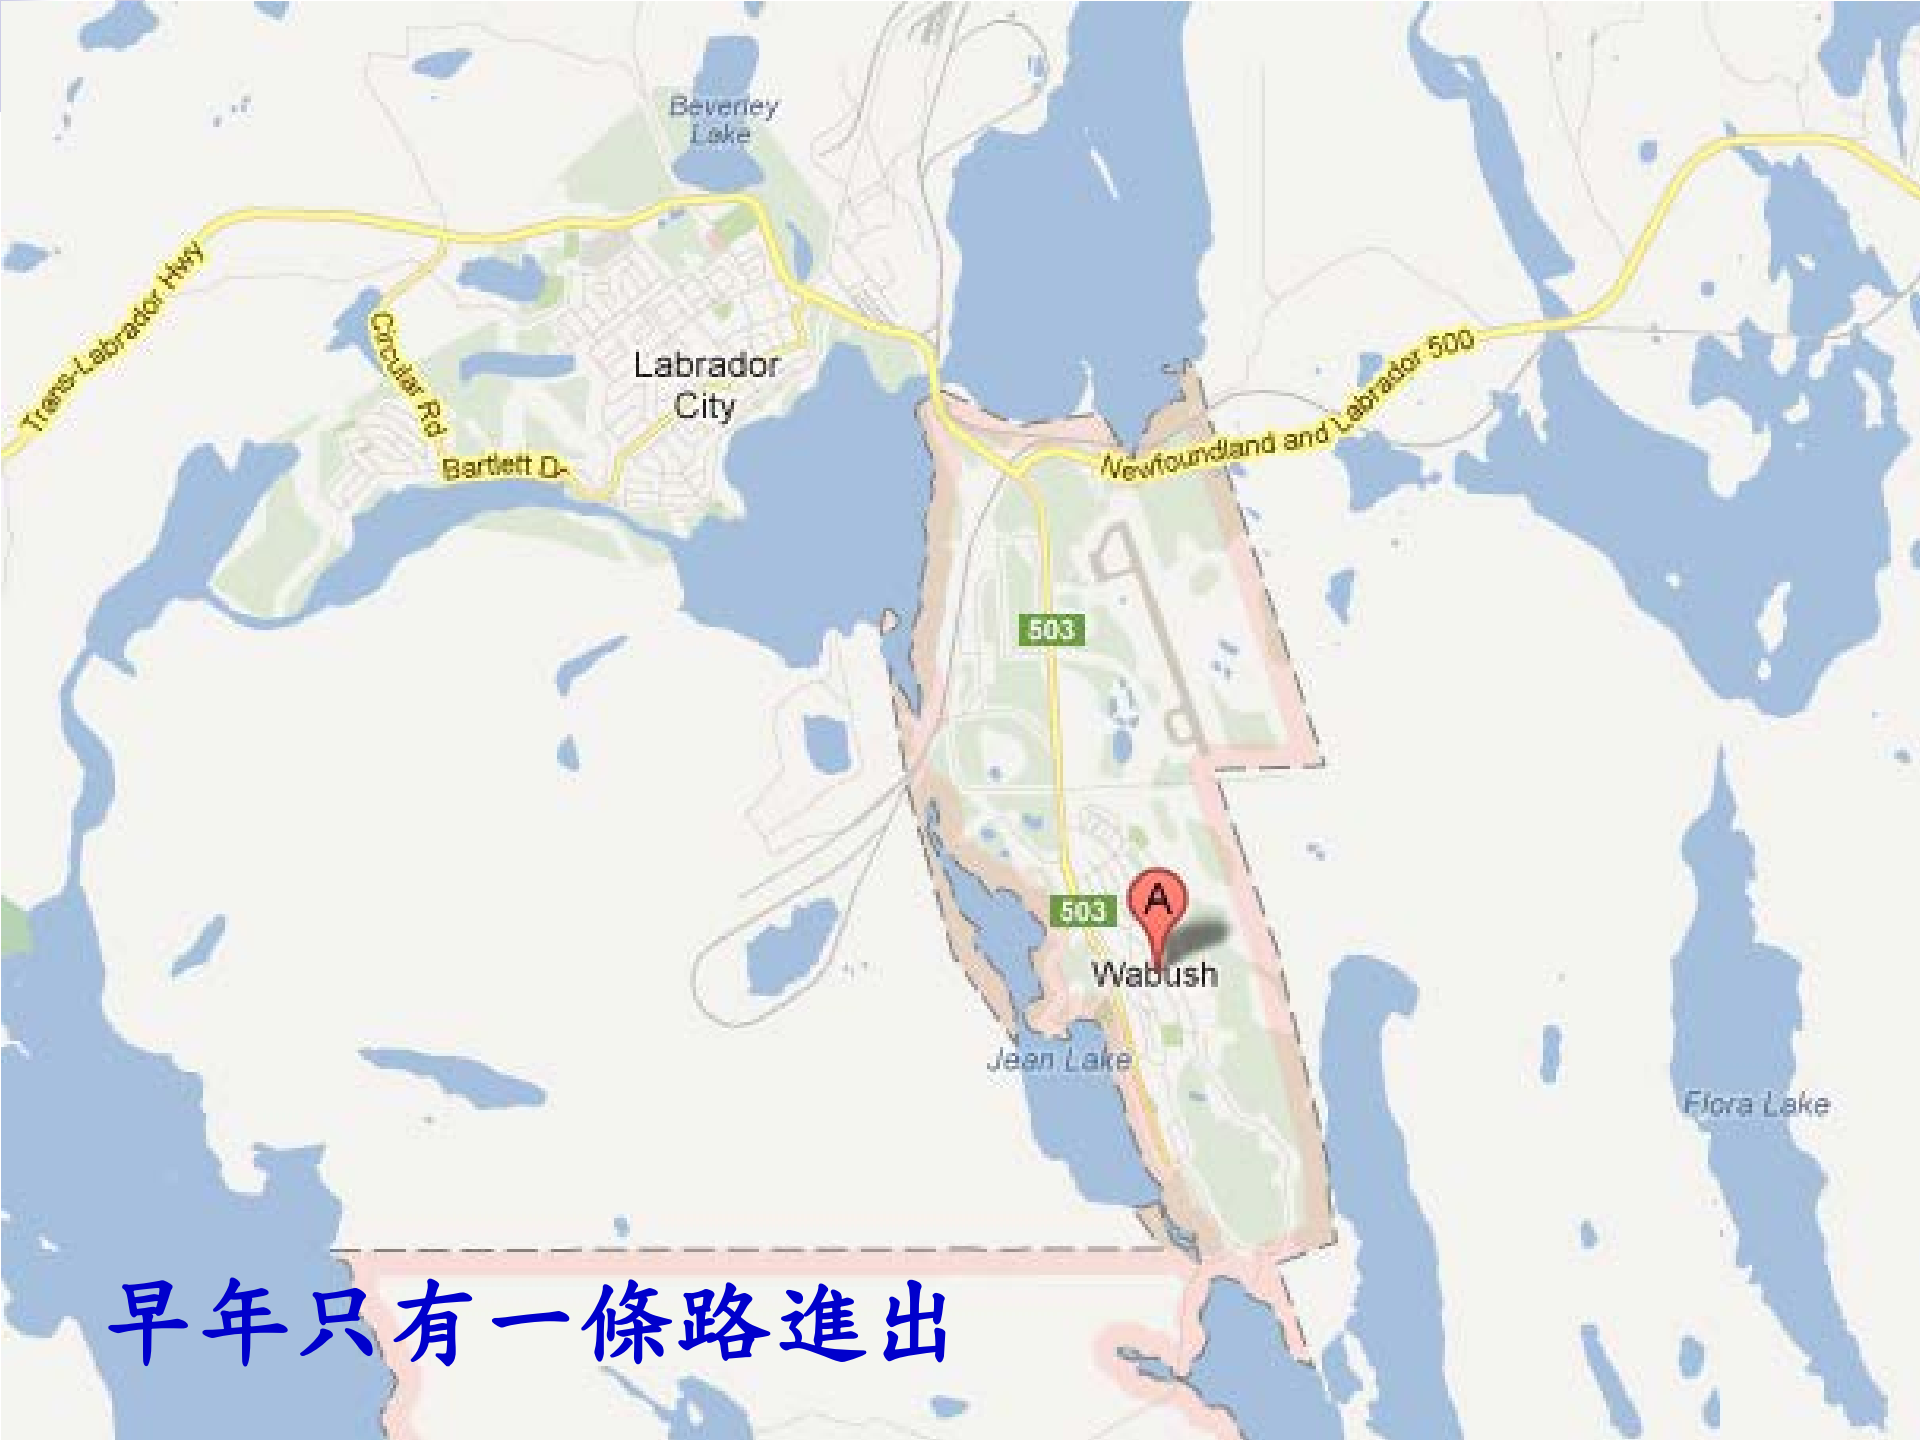 Beverley
Lake
Trans-Labrador Hwy
Circular Rd
Labrador
City
Bartlett D
Newfoundland and Labrador 500
503
503
A
Wabush
Jean Lake
Flora Lake
早年只有一條路進出